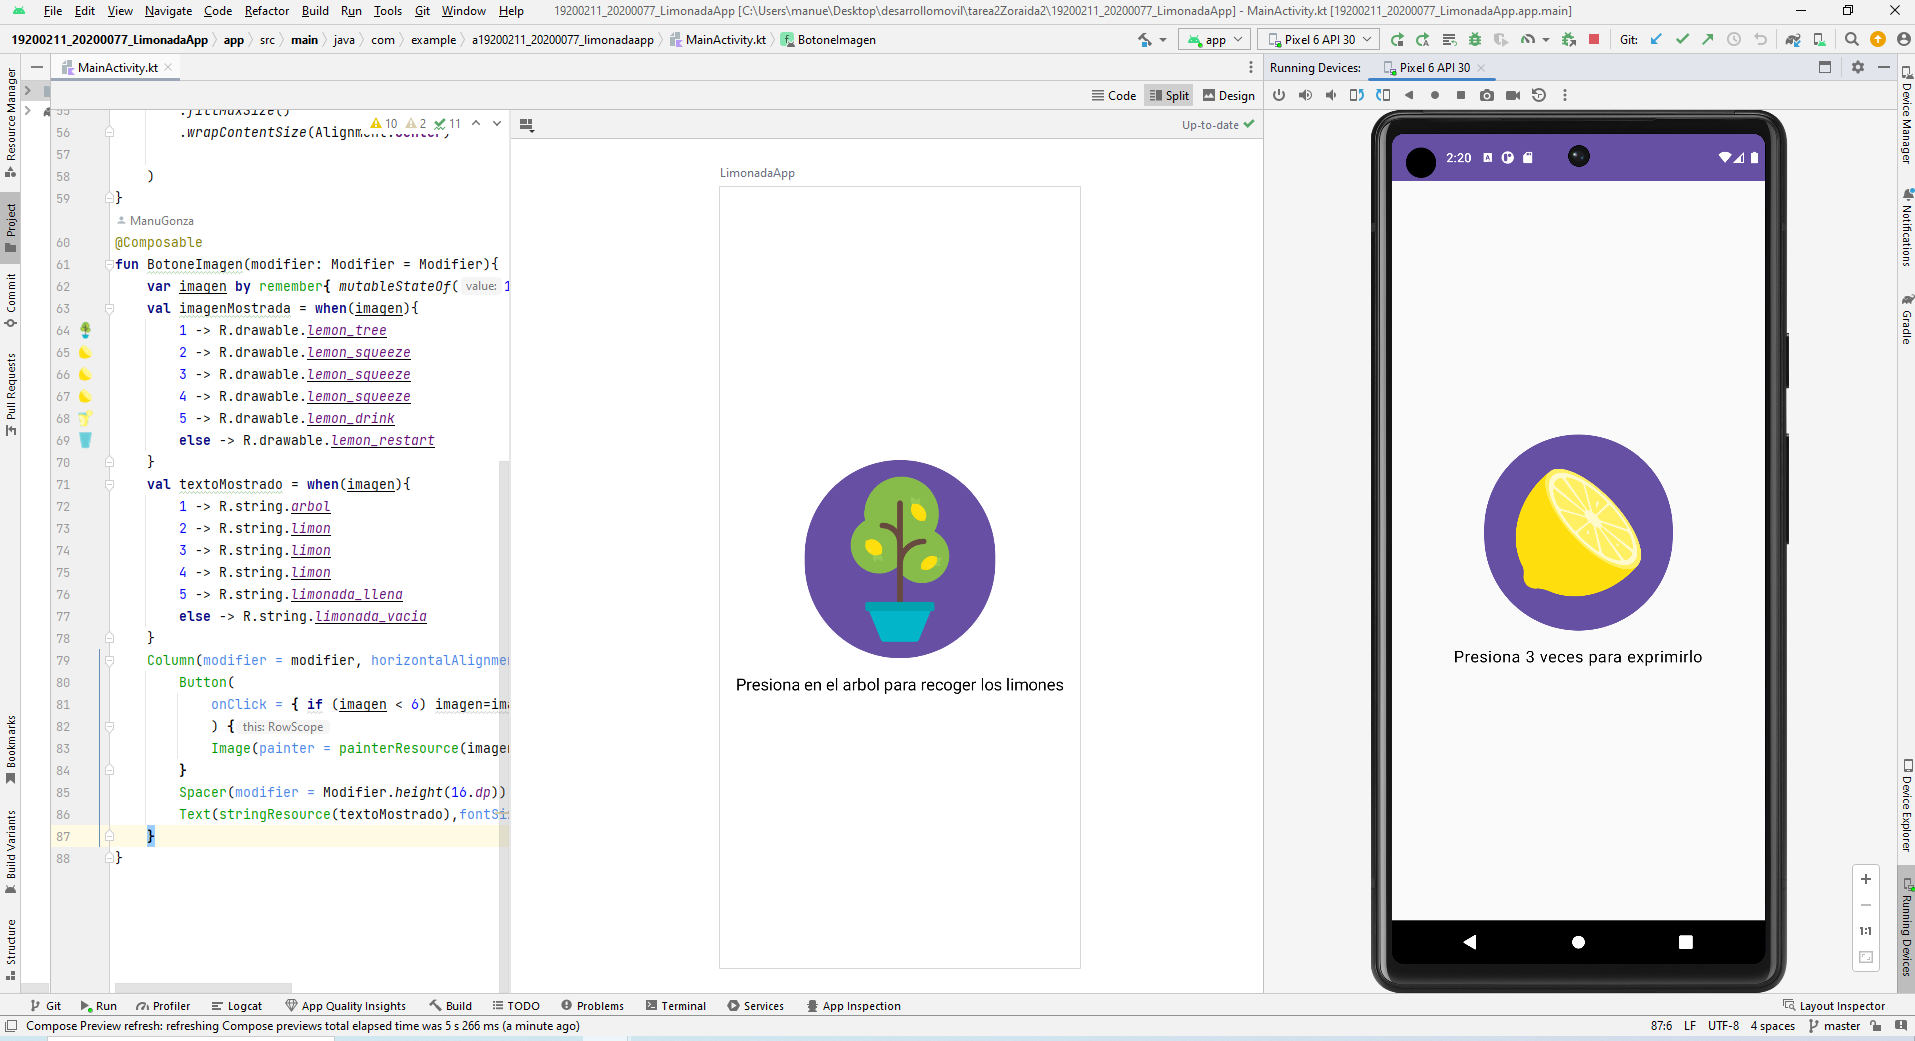 File Edit View Navigate Code Refactor Build Run Tools Git Window Help 19200211_20200077_LimonadaApp [C:\Users\manue\Desktop\desarrollomovil\tarea2Zoraida2\19200211_20200077_LimonadaApp] - MainActivity.kt [19200211_20200077_LimonadaApp.app.main]
19200211_20200077_LimonadaApp app src main java com example a19200211_20200077_limonadaapp MainActivity.kt BotoneImagen app Pixel 6 API 30 Git:
MainActivity.kt Running Devices: Pixel 6 API 30
Code Split Design
Resource Manager
Project
Commit
Pull Requests
Bookmarks
Build Variants
Structure
10 2 11
56 .wrapContentSize(Alignment.Center)
57
58 )
59 }
ManuGonza
60 @Composable
61 fun BotoneImagen(modifier: Modifier = Modifier){
62 var imagen by remember{ mutableStateOf( value: 1
63 val imagenMostrada = when(imagen){
64 1 -> R.drawable.lemon_tree
65 2 -> R.drawable.lemon_squeeze
66 3 -> R.drawable.lemon_squeeze
67 4 -> R.drawable.lemon_squeeze
68 5 -> R.drawable.lemon_drink
69 else -> R.drawable.lemon_restart
70 }
71 val textoMostrado = when(imagen){
72 1 -> R.string.arbol
73 2 -> R.string.limon
74 3 -> R.string.limon
75 4 -> R.string.limon
76 5 -> R.string.limonada_llena
77 else -> R.string.limonada_vacia
78 }
79 Column(modifier = modifier, horizontalAlignme
80 Button(
81 onClick = { if (imagen < 6) imagen=ima
82 ) { this: RowScope
83 Image(painter = painterResource(image
84 }
85 Spacer(modifier = Modifier.height(16.dp))
86 Text(stringResource(textoMostrado),fontSi
87 }
88 }
Up-to-date
LimonadaApp
Presiona en el arbol para recoger los limones
2:20
Presiona 3 veces para exprimirlo
1:1
Device Manager
Notifications
Gradle
Device Explorer
Running Devices
Git Run Profiler Logcat App Quality Insights Build TODO Problems Terminal Services App Inspection Layout Inspector
Compose Preview refresh: refreshing Compose previews total elapsed time was 5 s 266 ms (a minute ago) 87:6 LF UTF-8 4 spaces master